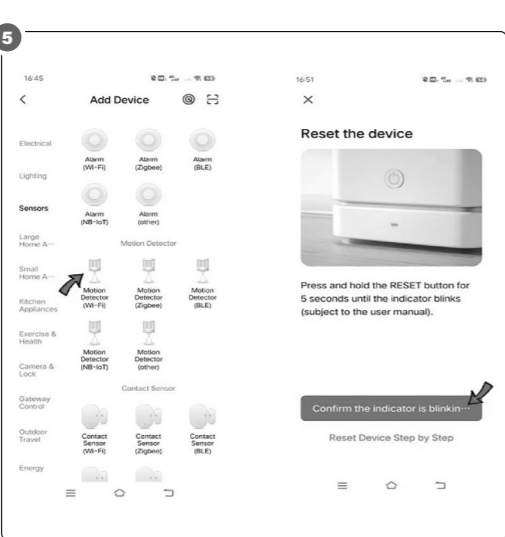 5
16:45
Add Device
Electrical
Lighting
Sensors
Large
Home A···
Small
Home A···
Kitchen
Appliances
Exercise &
Health
Camera &
Lock
Gateway
Control
Outdoor
Travel
Energy
Alarm
(Wi-Fi)
Alarm
(Zigbee)
Alarm
(BLE)
Alarm
(NB-IoT)
Alarm
(other)
Motion Detector
Motion
Detector
(Wi-Fi)
Motion
Detector
(Zigbee)
Motion
Detector
(BLE)
Motion
Detector
(NB-IoT)
Motion
Detector
(other)
Contact Sensor
Contact
Sensor
(Wi-Fi)
Contact
Sensor
(Zigbee)
Contact
Sensor
(BLE)
16:51
Reset the device
Press and hold the RESET button for
5 seconds until the indicator blinks
(subject to the user manual).
Confirm the indicator is blinkin···
Reset Device Step by Step